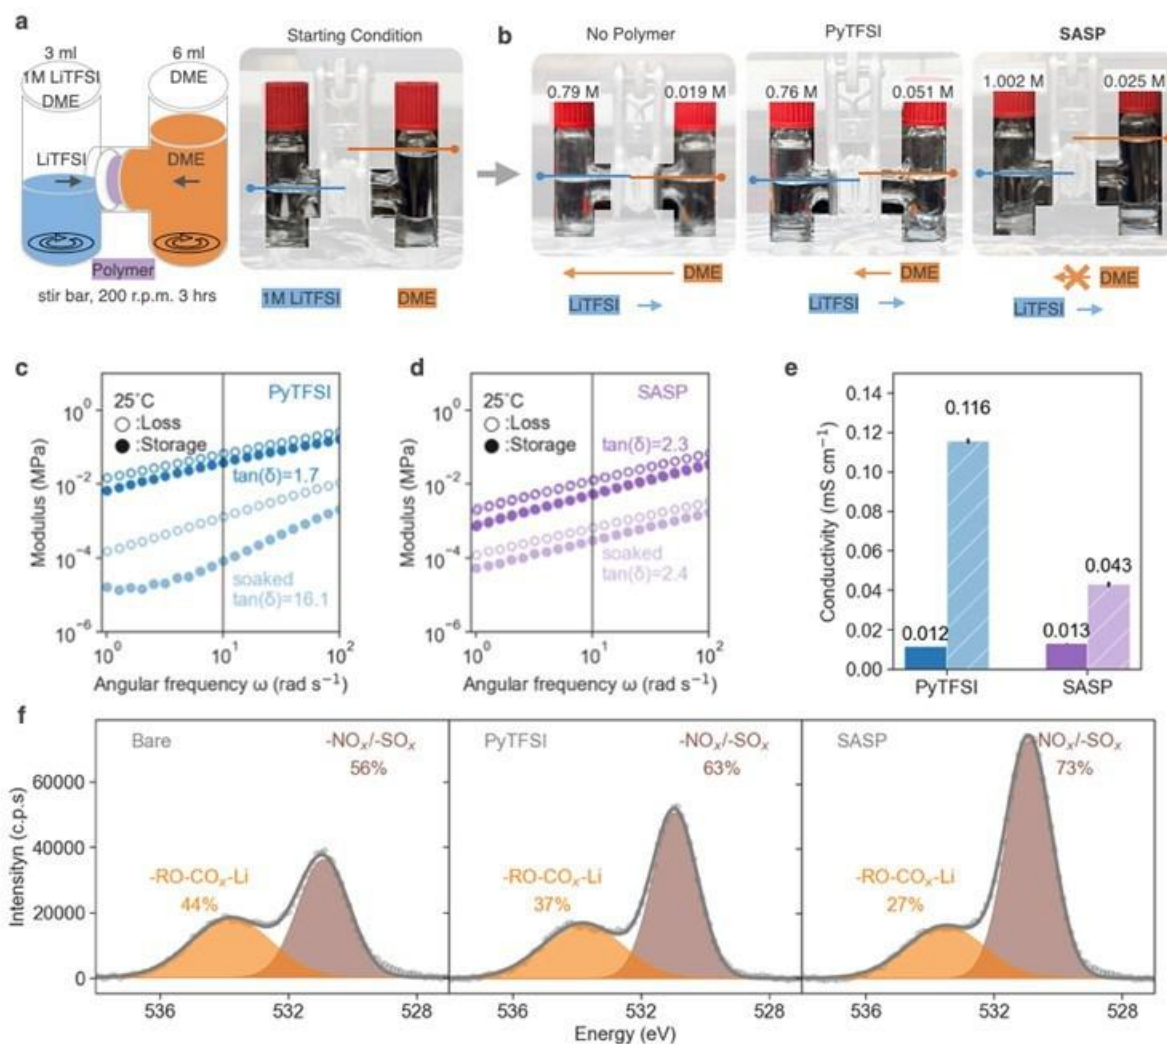 a
3 ml
6 ml
1M LiTFSI
DME
DME
LiTFSI
DME
Polymer
stir bar, 200 r.p.m. 3 hrs
Starting Condition
1M LiTFSI
DME
b
No Polymer
PyTFSI
SASP
0.79 M
0.019 M
0.76 M
0.051 M
1.002 M
0.025 M
DME
LiTFSI
DME
LiTFSI
DME
LiTFSI
c
25°C
PyTFSI
:Loss
:Storage
tan(δ)=1.7
soaked
tan(δ)=16.1
Modulus (MPa)
10⁰
10⁻²
10⁻⁴
10⁻⁶
10⁰
10¹
10²
Angular frequency ω (rad s⁻¹)
d
25°C
SASP
:Loss
:Storage
tan(δ)=2.3
soaked
tan(δ)=2.4
Modulus (MPa)
10⁰
10⁻²
10⁻⁴
10⁻⁶
10⁰
10¹
10²
Angular frequency ω (rad s⁻¹)
e
Conductivity (mS cm⁻¹)
0.14
0.12
0.10
0.08
0.06
0.04
0.02
0.00
0.012
0.116
0.013
0.043
PyTFSI
SASP
f
Intensityn (c.p.s)
60000
40000
20000
0
Bare
-NOₓ/-SOₓ
56%
-RO-COₓ-Li
44%
PyTFSI
-NOₓ/-SOₓ
63%
-RO-COₓ-Li
37%
SASP
-NOₓ/-SOₓ
73%
-RO-COₓ-Li
27%
536
532
528
536
532
528
536
532
528
Energy (eV)